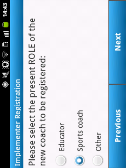 14:43
Implementer Registration
Please select the present ROLE of the
new coach to be registered:
Educator
Sports coach
Other
Previous
Next